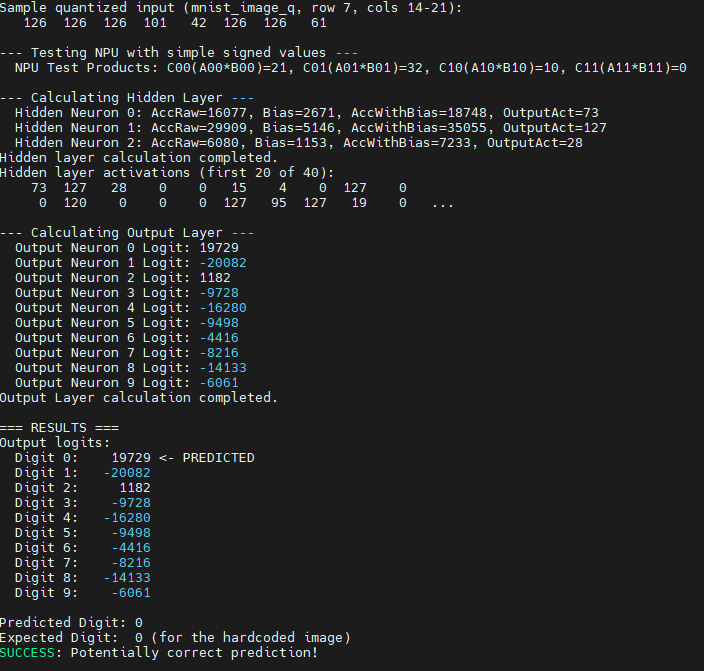 Sample quantized input (mnist_image_q, row 7, cols 14-21):
126 126 126 101 42 126 126 61
--- Testing NPU with simple signed values ---
NPU Test Products: C00(A00*B00)=21, C01(A01*B01)=32, C10(A10*B10)=10, C11(A11*B11)=0
--- Calculating Hidden Layer ---
Hidden Neuron 0: AccRaw=16077, Bias=2671, AccWithBias=18748, OutputAct=73
Hidden Neuron 1: AccRaw=29909, Bias=5146, AccWithBias=35055, OutputAct=127
Hidden Neuron 2: AccRaw=6080, Bias=1153, AccWithBias=7233, OutputAct=28
Hidden layer calculation completed.
Hidden layer activations (first 20 of 40):
73 127 28 0 0 15 4 0 127 0
0 120 0 0 0 127 95 127 19 0 ...
--- Calculating Output Layer ---
Output Neuron 0 Logit: 19729
Output Neuron 1 Logit: -20082
Output Neuron 2 Logit: 1182
Output Neuron 3 Logit: -9728
Output Neuron 4 Logit: -16280
Output Neuron 5 Logit: -9498
Output Neuron 6 Logit: -4416
Output Neuron 7 Logit: -8216
Output Neuron 8 Logit: -14133
Output Neuron 9 Logit: -6061
Output Layer calculation completed.
=== RESULTS ===
Output logits:
Digit 0: 19729 <- PREDICTED
Digit 1: -20082
Digit 2: 1182
Digit 3: -9728
Digit 4: -16280
Digit 5: -9498
Digit 6: -4416
Digit 7: -8216
Digit 8: -14133
Digit 9: -6061
Predicted Digit: 0
Expected Digit: 0 (for the hardcoded image)
SUCCESS: Potentially correct prediction!